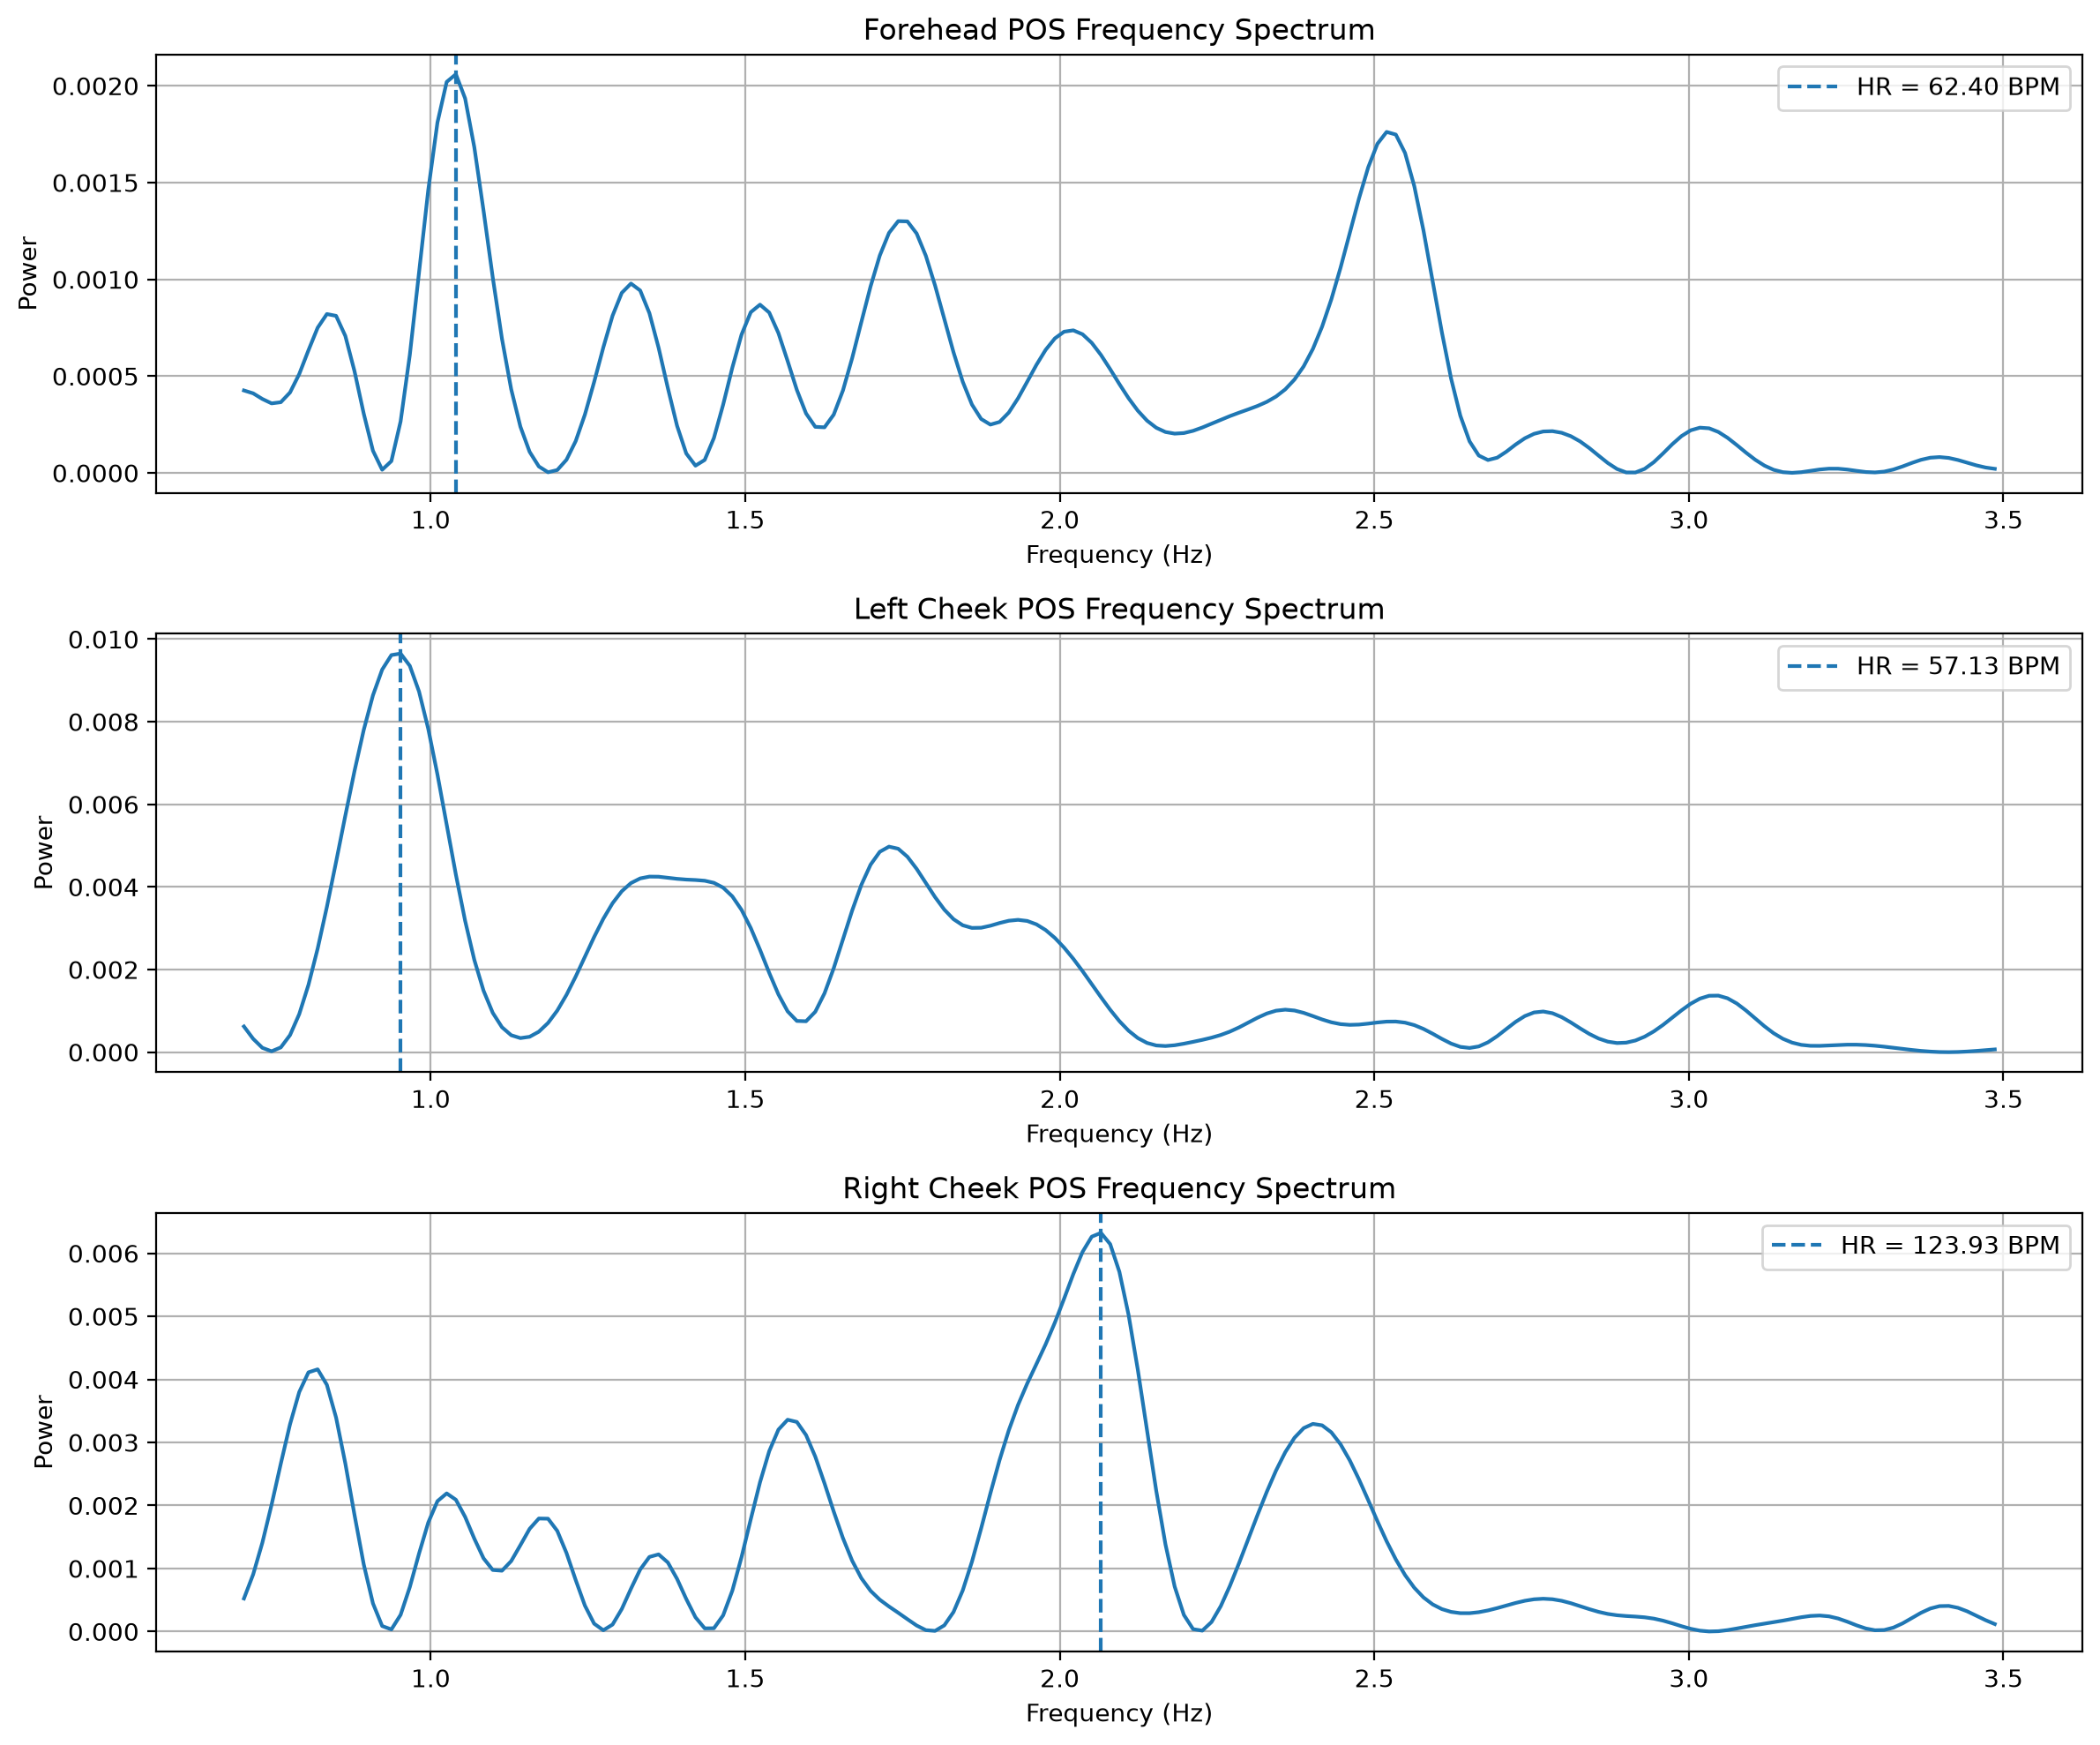 Forehead POS Frequency Spectrum
HR = 62.40 BPM
Power
0.0020
0.0015
0.0010
0.0005
0.0000
1.0 1.5 2.0 2.5 3.0 3.5
Frequency (Hz)
Left Cheek POS Frequency Spectrum
HR = 57.13 BPM
Power
0.010
0.008
0.006
0.004
0.002
0.000
1.0 1.5 2.0 2.5 3.0 3.5
Frequency (Hz)
Right Cheek POS Frequency Spectrum
HR = 123.93 BPM
Power
0.006
0.005
0.004
0.003
0.002
0.001
0.000
1.0 1.5 2.0 2.5 3.0 3.5
Frequency (Hz)